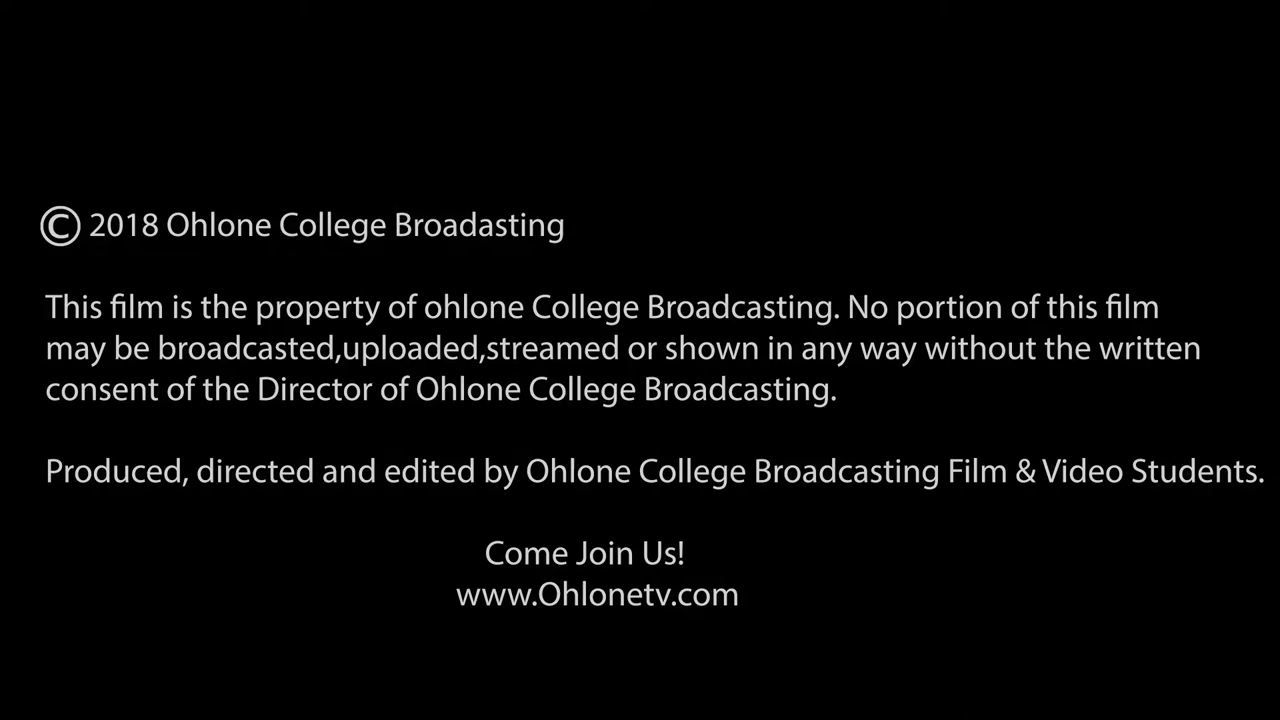 © 2018 Ohlone College Broadasting
This film is the property of ohlone College Broadcasting. No portion of this film
may be broadcasted,uploaded,streamed or shown in any way without the written
consent of the Director of Ohlone College Broadcasting.
Produced, directed and edited by Ohlone College Broadcasting Film & Video Students.
Come Join Us!
www.Ohlonetv.com